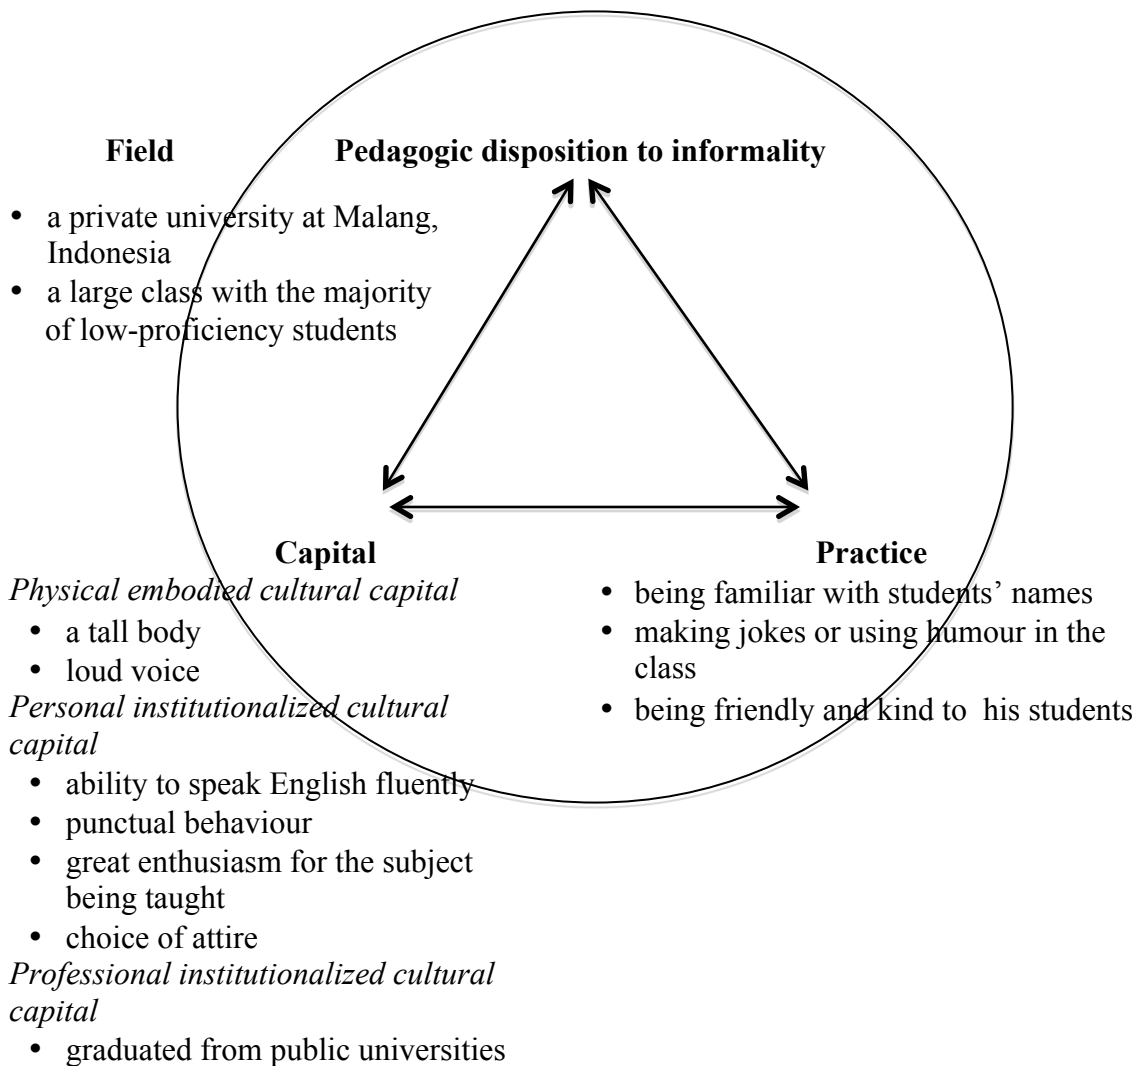 Field
Pedagogic disposition to informality
• a private university at Malang,
Indonesia
• a large class with the majority
of low-proficiency students
Capital
Physical embodied cultural capital
• a tall body
• loud voice
Personal institutionalized cultural
capital
• ability to speak English fluently
• punctual behaviour
• great enthusiasm for the subject
being taught
• choice of attire
Professional institutionalized cultural
capital
• graduated from public universities
Practice
• being familiar with students’ names
• making jokes or using humour in the
class
• being friendly and kind to  his students